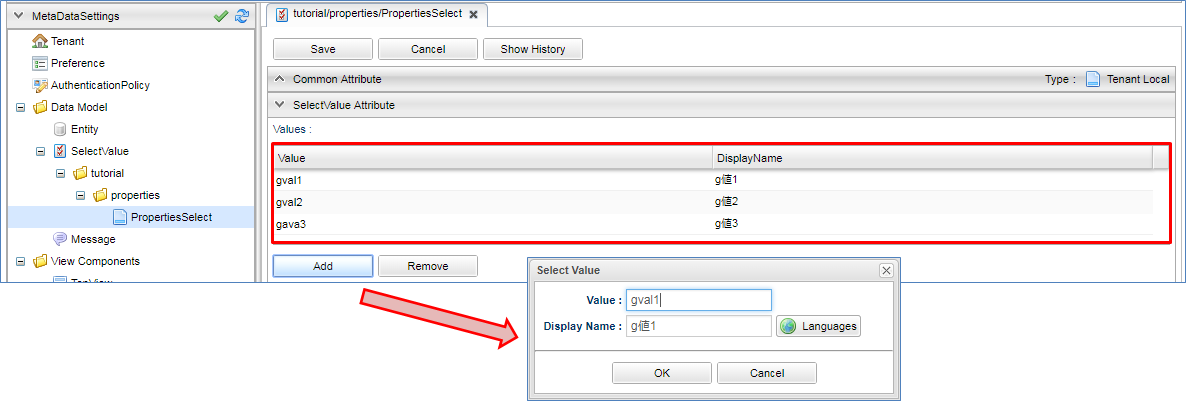 MetaDataSettings
Tenant
Preference
AuthenticationPolicy
Data Model
Entity
SelectValue
tutorial
properties
PropertiesSelect
Message
View Components
tutorial/properties/PropertiesSelect
Save Cancel Show History
Common Attribute Type : Tenant Local
SelectValue Attribute
Values :
Value DisplayName
gval1 g値1
gval2 g値2
gava3 g値3
Add Remove
Select Value
Value : gval1
Display Name : g値1 Languages
OK Cancel